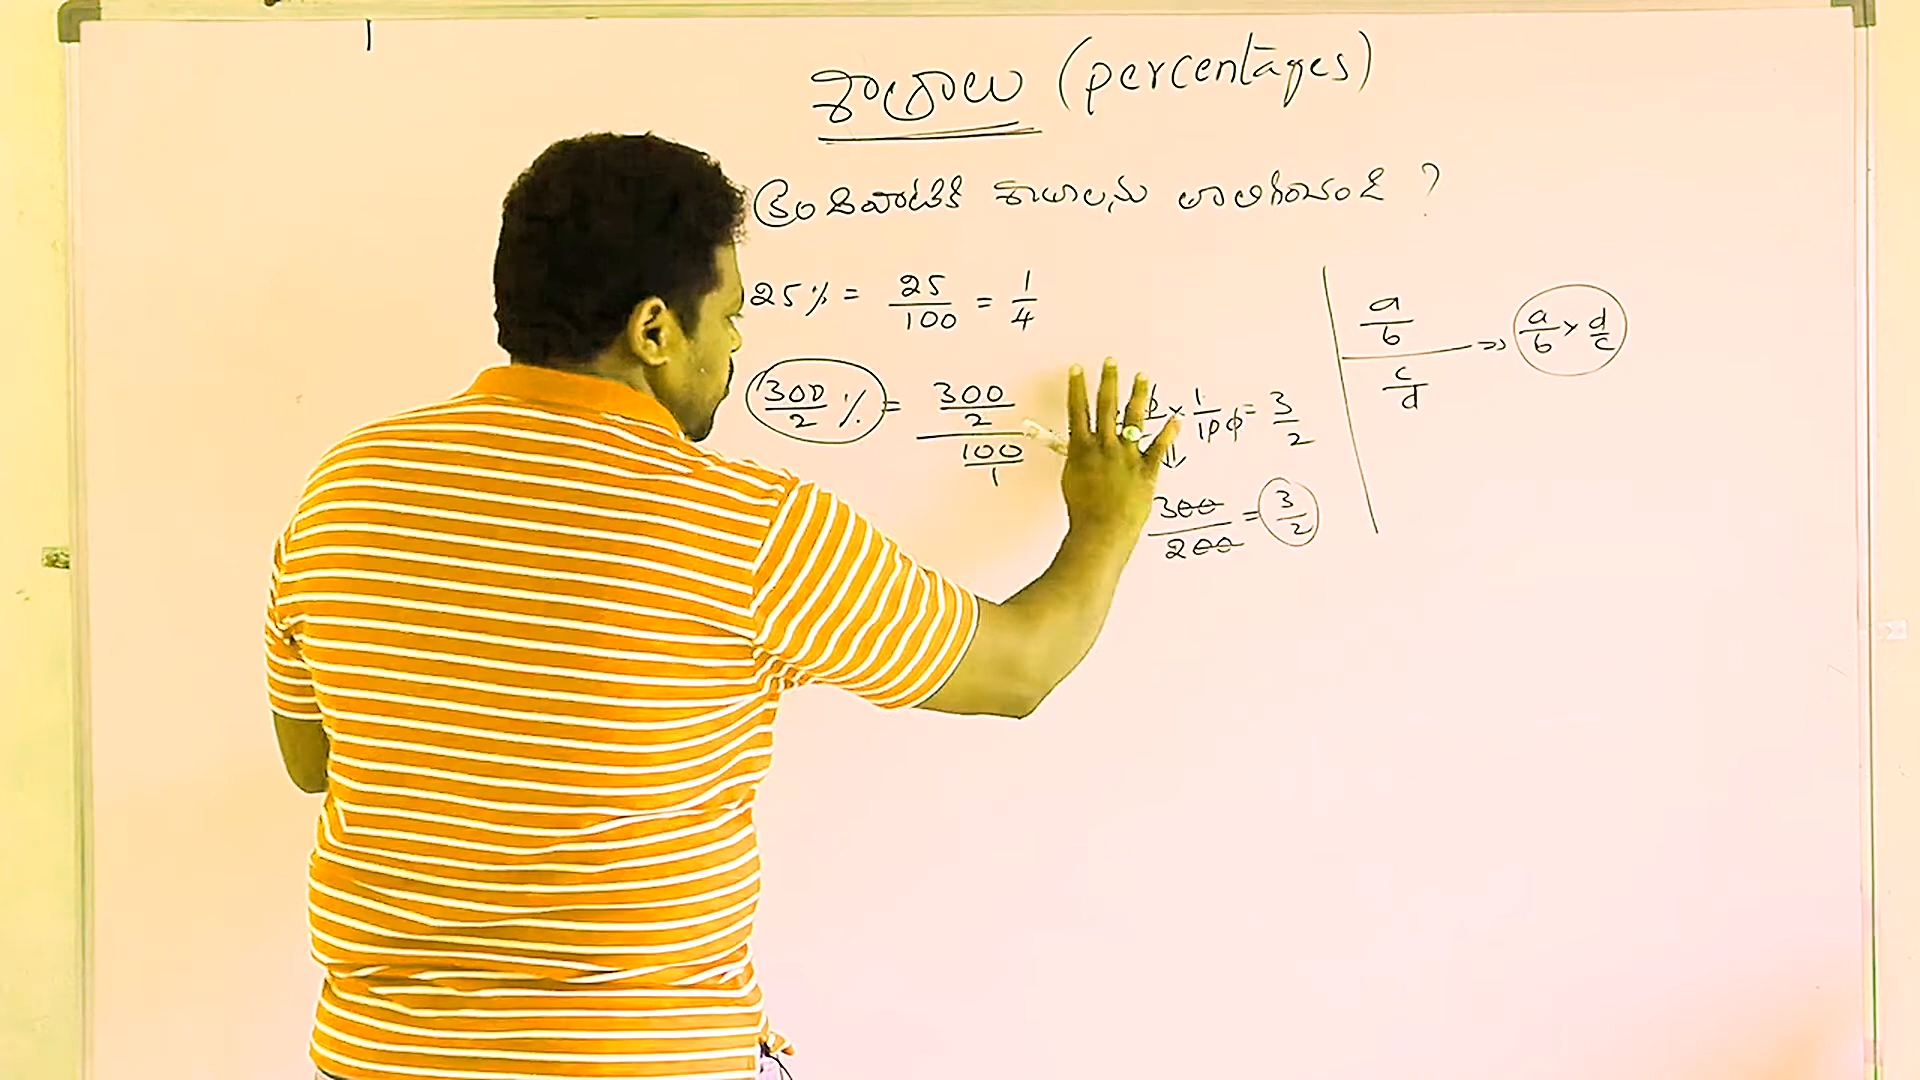 శాతాలు (percentages)
క్రిందివాటికి శాతాలను లెక్కించండి ?
25% = 25/100 = 1/4
300/2 % = 300/2 / 100/1 × 1/100 = 3/2
300/200 = 3/2
a/b / c/d => a/b × d/c